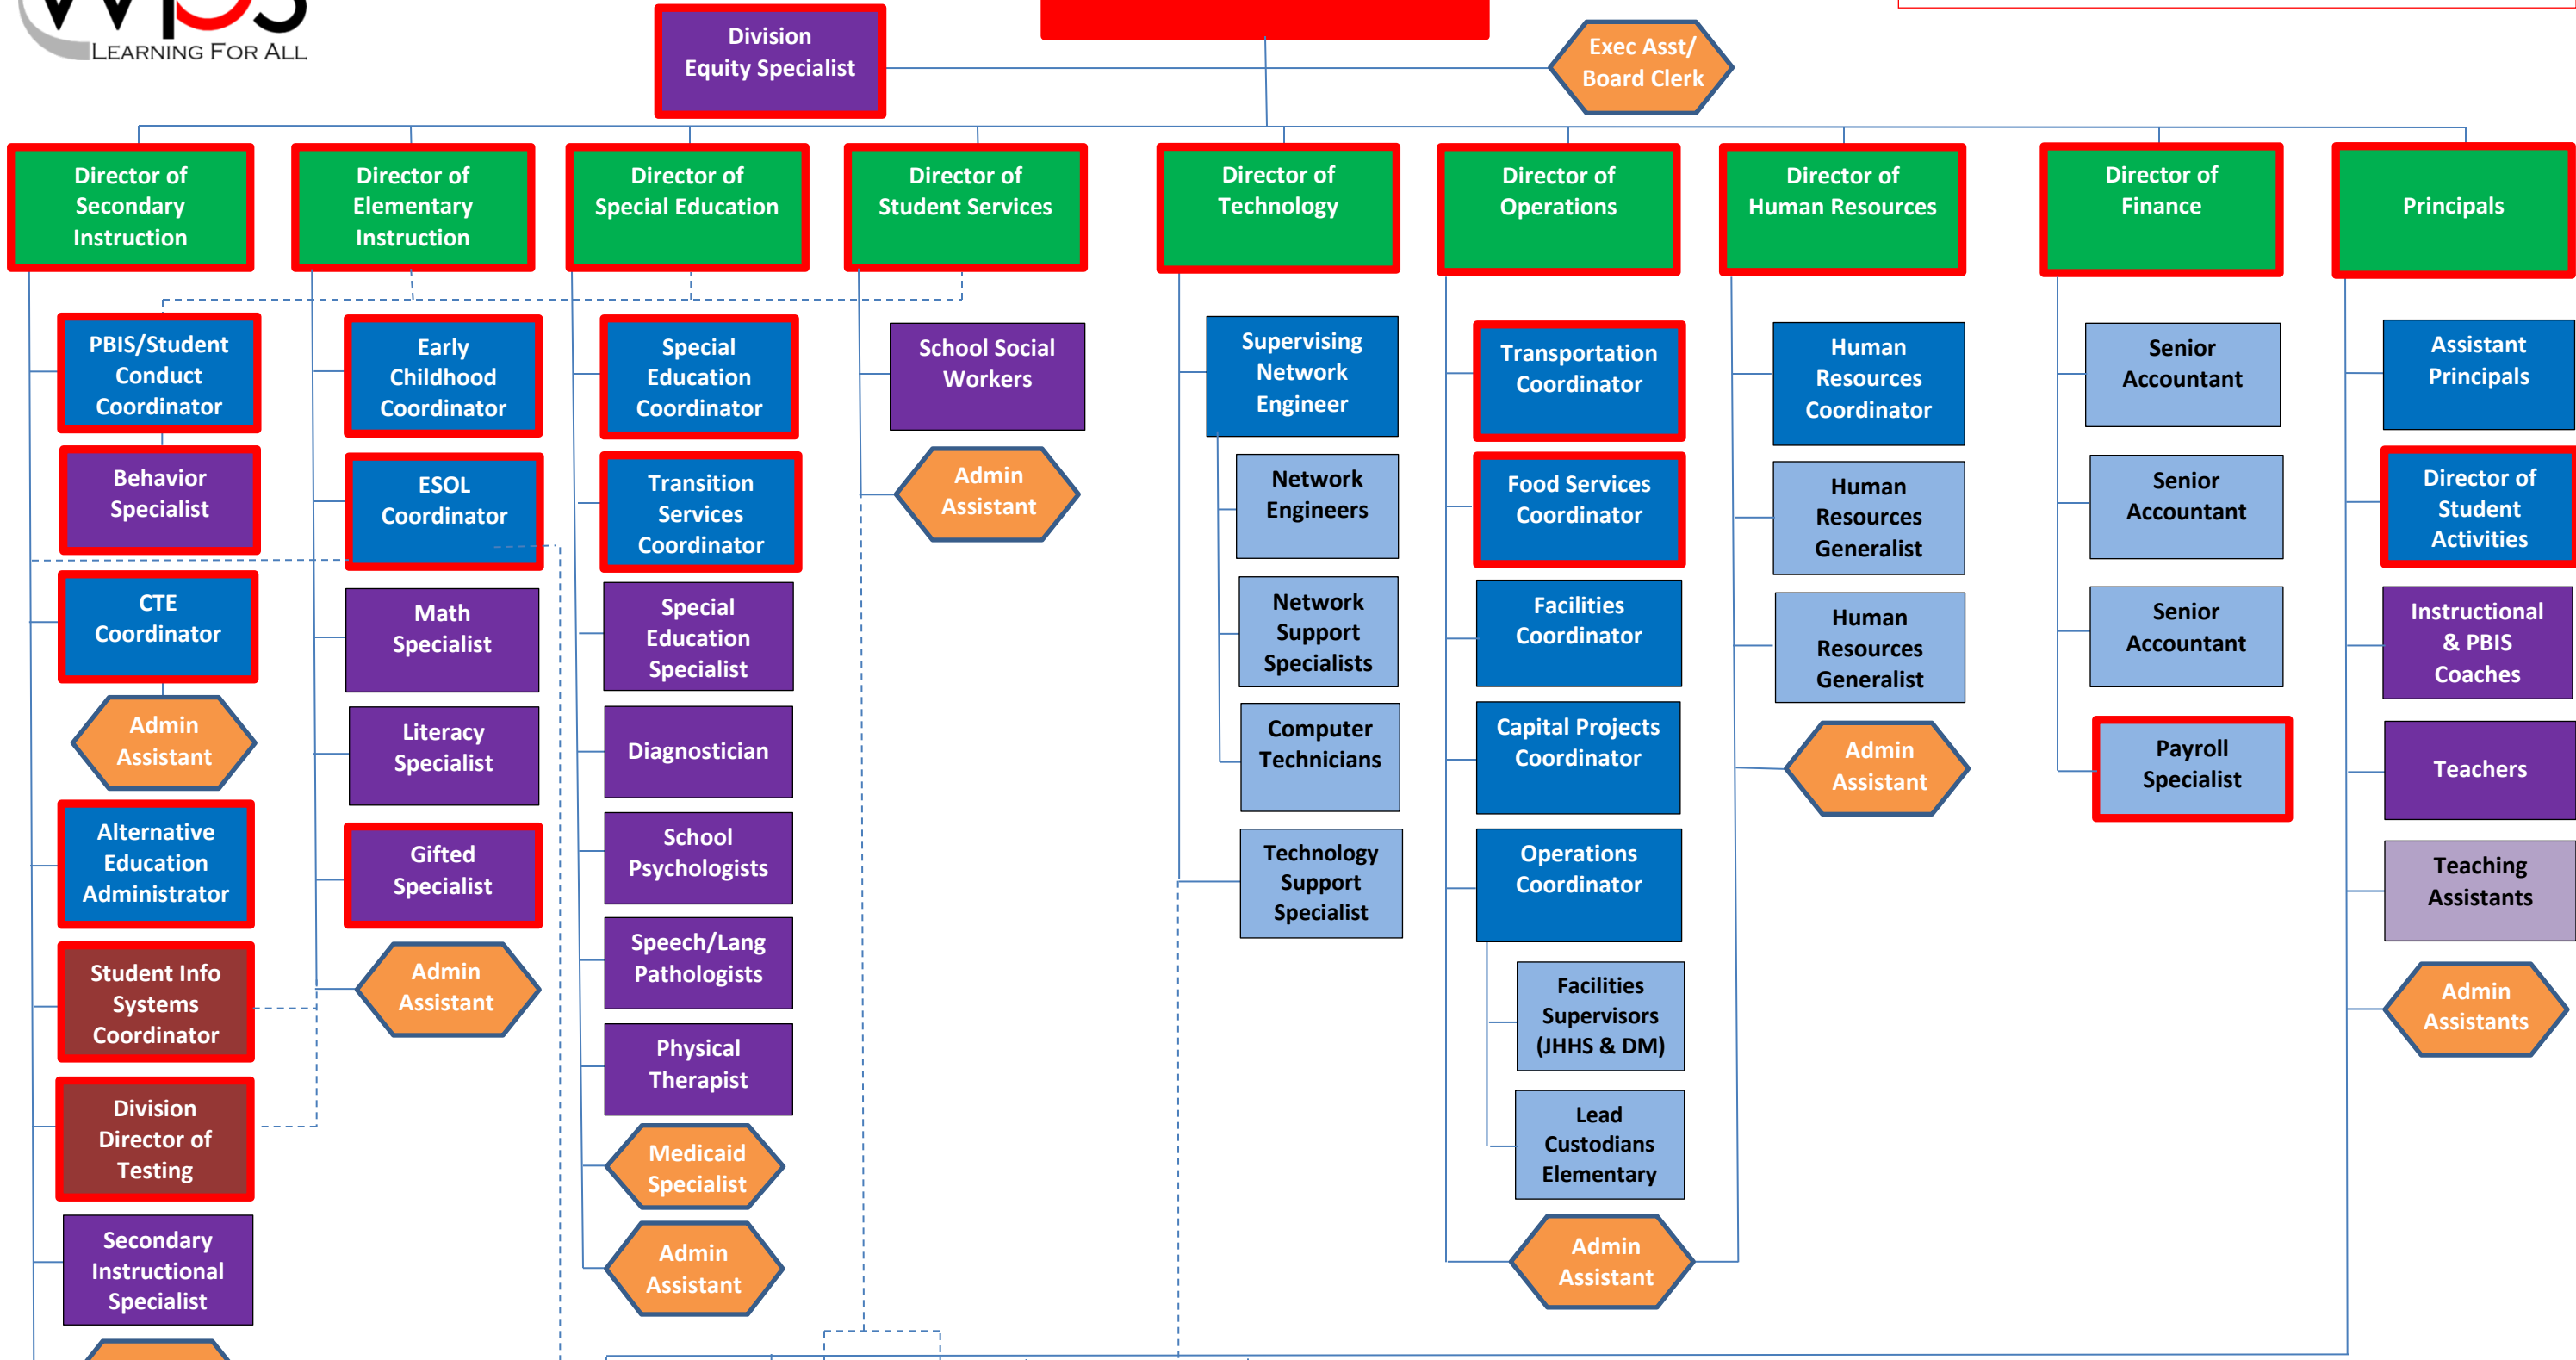 LEARNING FOR ALL
Division
Equity Specialist
Exec Asst/
Board Clerk
Director of
Secondary
Instruction
Director of
Elementary
Instruction
Director of
Special Education
Director of
Student Services
Director of
Technology
Director of
Operations
Director of
Human Resources
Director of
Finance
Principals
PBIS/Student
Conduct
Coordinator
Behavior
Specialist
CTE
Coordinator
Admin
Assistant
Alternative
Education
Administrator
Student Info
Systems
Coordinator
Division
Director of
Testing
Secondary
Instructional
Specialist
Early
Childhood
Coordinator
ESOL
Coordinator
Math
Specialist
Literacy
Specialist
Gifted
Specialist
Admin
Assistant
Special
Education
Coordinator
Transition
Services
Coordinator
Special
Education
Specialist
Diagnostician
School
Psychologists
Speech/Lang
Pathologists
Physical
Therapist
Medicaid
Specialist
Admin
Assistant
School Social
Workers
Admin
Assistant
Supervising
Network
Engineer
Network
Engineers
Network
Support
Specialists
Computer
Technicians
Technology
Support
Specialist
Transportation
Coordinator
Food Services
Coordinator
Facilities
Coordinator
Capital Projects
Coordinator
Operations
Coordinator
Facilities
Supervisors
(JHHS & DM)
Lead
Custodians
Elementary
Admin
Assistant
Human
Resources
Coordinator
Human
Resources
Generalist
Human
Resources
Generalist
Admin
Assistant
Senior
Accountant
Senior
Accountant
Senior
Accountant
Payroll
Specialist
Assistant
Principals
Director of
Student
Activities
Instructional
& PBIS
Coaches
Teachers
Teaching
Assistants
Admin
Assistants